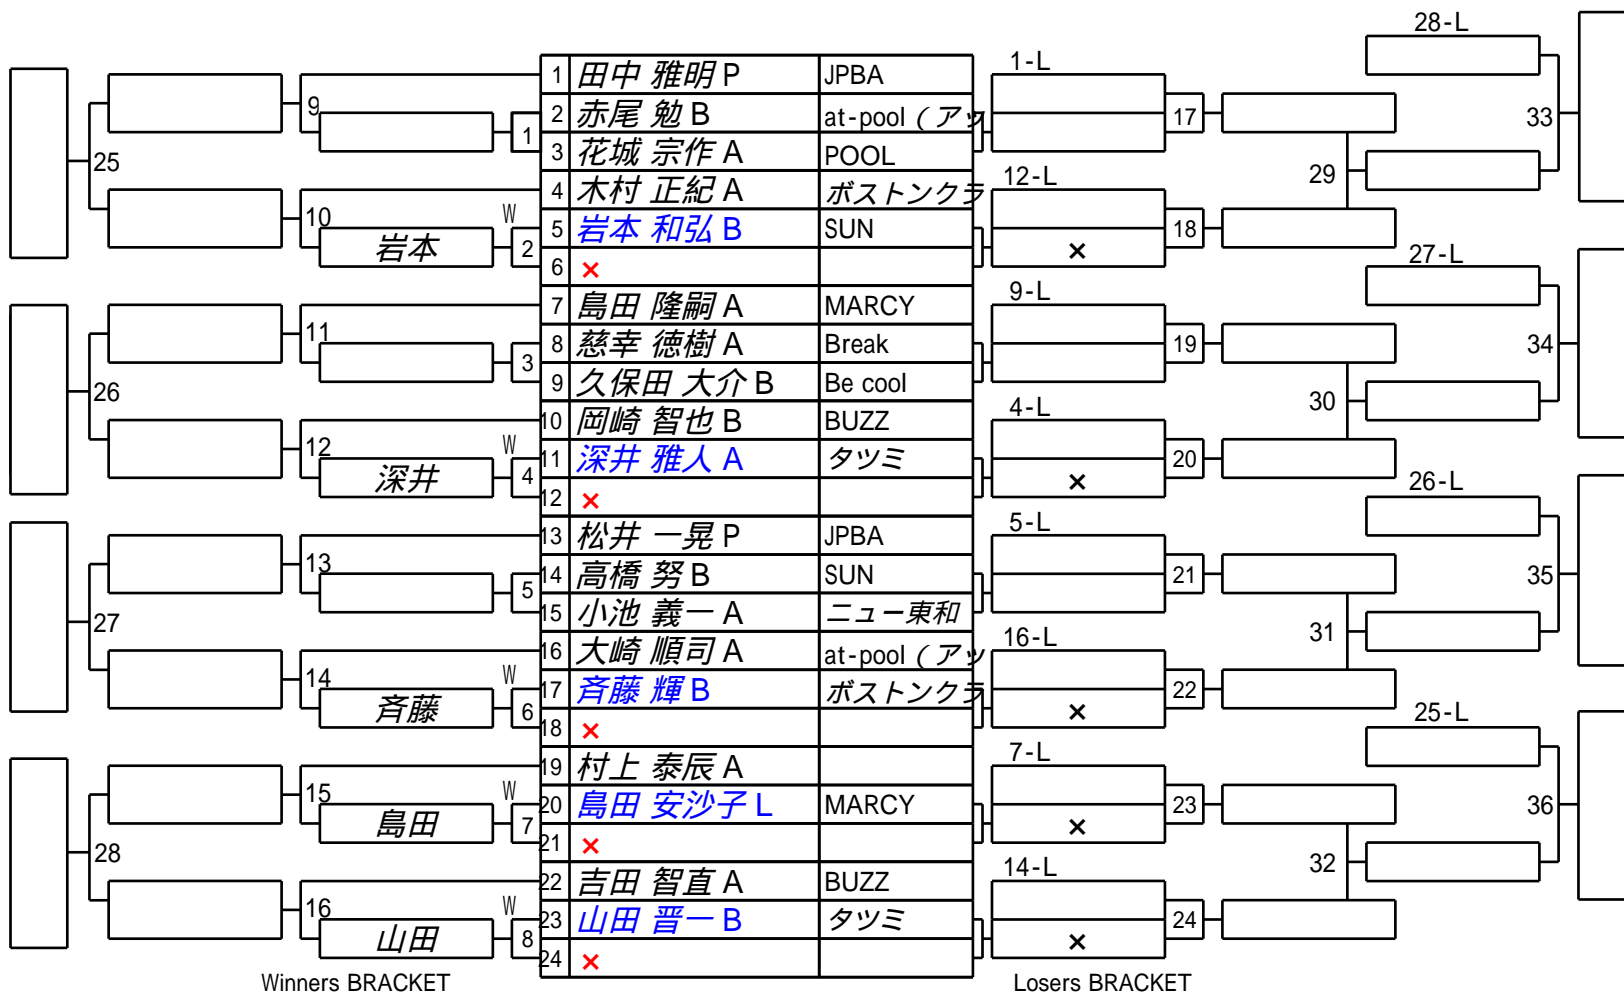 28-L
1 田中 雅明 P JPBA
1-L
9
2 赤尾 勉 B at-pool（アッ
17
33
1
3 花城 宗作 A POOL
25
29
4 木村 正紀 A ボストンクラ
12-L
10
W
5 岩本 和弘 B SUN
18
岩本
2
6 ×
×
27-L
7 島田 隆嗣 A MARCY
9-L
11
8 慈幸 徳樹 A Break
19
34
3
9 久保田 大介 B Be cool
26
30
10 岡崎 智也 B BUZZ
4-L
12
W
11 深井 雅人 A タツミ
20
深井
4
12 ×
×
26-L
13 松井 一晃 P JPBA
5-L
13
14 高橋 努 B SUN
21
35
5
15 小池 義一 A ニュー東和
27
31
16 大崎 順司 A at-pool（アッ
16-L
14
W
17 斉藤 輝 B ボストンクラ
22
斉藤
6
18 ×
×
25-L
19 村上 泰辰 A
7-L
15
W
20 島田 安沙子 L MARCY
23
36
島田
7
21 ×
×
28
32
22 吉田 智直 A BUZZ
14-L
16
W
23 山田 晋一 B タツミ
24
山田
8
24 ×
×
Winners BRACKET
Losers BRACKET